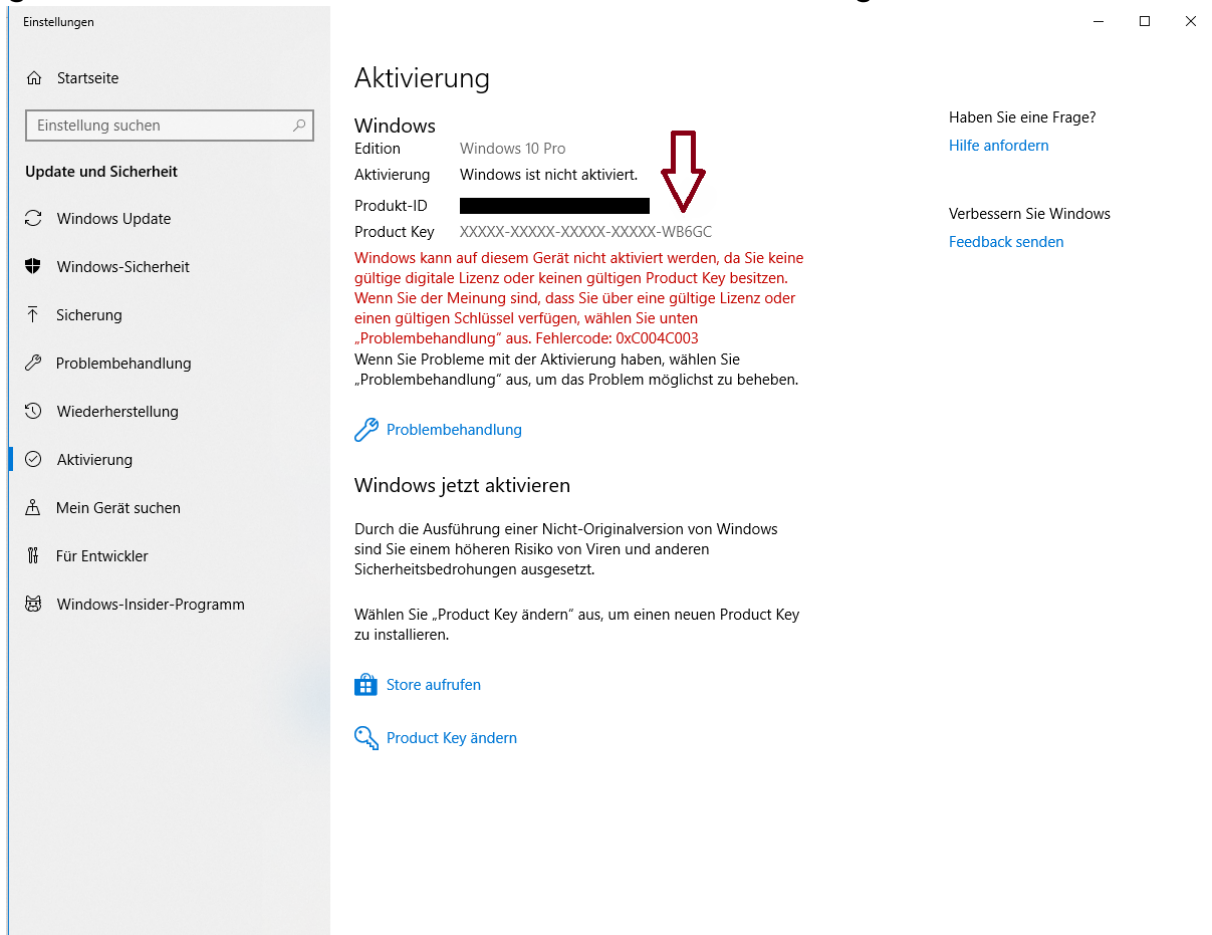 Einstellungen
Startseite
Einstellung suchen
Update und Sicherheit
Windows Update
Windows-Sicherheit
Sicherung
Problembehandlung
Wiederherstellung
Aktivierung
Mein Gerät suchen
Für Entwickler
Windows-Insider-Programm
Aktivierung
Windows
Edition Windows 10 Pro
Aktivierung Windows ist nicht aktiviert.
Produkt-ID
Product Key XXXXX-XXXXX-XXXXX-XXXXX-WB6GC
Windows kann auf diesem Gerät nicht aktiviert werden, da Sie keine
gültige digitale Lizenz oder keinen gültigen Product Key besitzen.
Wenn Sie der Meinung sind, dass Sie über eine gültige Lizenz oder
einen gültigen Schlüssel verfügen, wählen Sie unten
„Problembehandlung“ aus. Fehlercode: 0xC004C003
Wenn Sie Probleme mit der Aktivierung haben, wählen Sie
„Problembehandlung“ aus, um das Problem möglichst zu beheben.
Problembehandlung
Windows jetzt aktivieren
Durch die Ausführung einer Nicht-Originalversion von Windows
sind Sie einem höheren Risiko von Viren und anderen
Sicherheitsbedrohungen ausgesetzt.
Wählen Sie „Product Key ändern“ aus, um einen neuen Product Key
zu installieren.
Store aufrufen
Product Key ändern
Haben Sie eine Frage?
Hilfe anfordern
Verbessern Sie Windows
Feedback senden